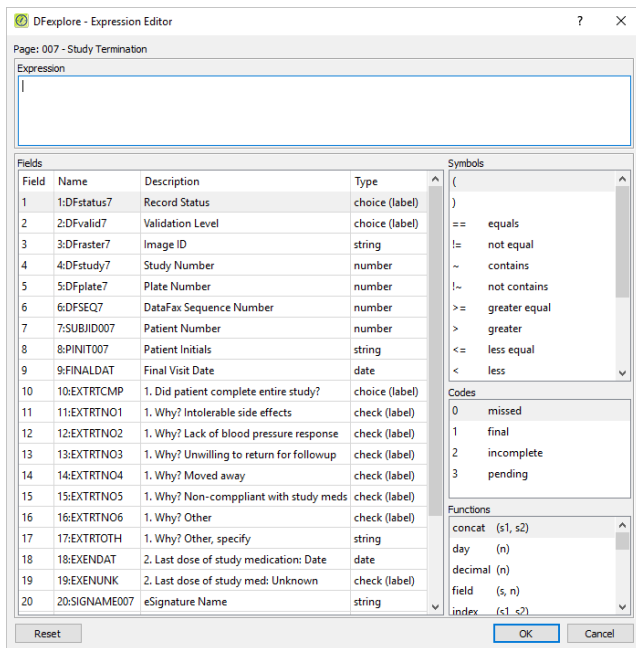 DFexplore - Expression Editor ? ×
Page: 007 - Study Termination
Expression
Fields
Field Name Description Type
1 1:DFstatus7 Record Status choice (label)
2 2:DFvalid7 Validation Level choice (label)
3 3:DFraster7 Image ID string
4 4:DFstudy7 Study Number number
5 5:DFplate7 Plate Number number
6 6:DFSEQ7 DataFax Sequence Number number
7 7:SUBJID007 Patient Number number
8 8:PINIT007 Patient Initials string
9 9:FINALDAT Final Visit Date date
10 10:EXTRTCMP 1. Did patient complete entire study? choice (label)
11 11:EXTRTNO1 1. Why? Intolerable side effects check (label)
12 12:EXTRTNO2 1. Why? Lack of blood pressure response check (label)
13 13:EXTRTNO3 1. Why? Unwilling to return for followup check (label)
14 14:EXTRTNO4 1. Why? Moved away check (label)
15 15:EXTRTNO5 1. Why? Non-comppliant with study meds check (label)
16 16:EXTRTNO6 1. Why? Other check (label)
17 17:EXTRTOTH 1. Why? Other, specify string
18 18:EXENDAT 2. Last dose of study medication: Date date
19 19:EXENUNK 2. Last dose of study med: Unknown check (label)
20 20:SIGNAME007 eSignature Name string
Symbols
(
)
== equals
!= not equal
~ contains
!~ not contains
>= greater equal
> greater
<= less equal
< less
Codes
0 missed
1 final
2 incomplete
3 pending
Functions
concat (s1, s2)
day (n)
decimal (n)
field (s, n)
index (s1, s2)
Reset OK Cancel